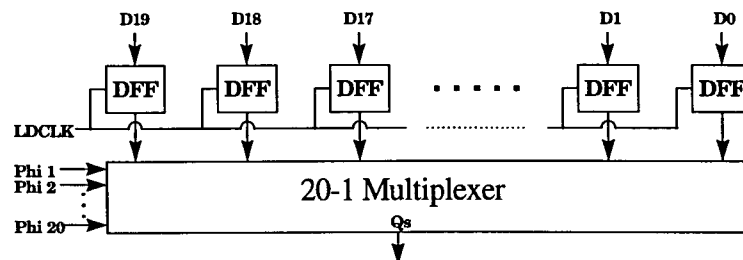 D19 D18 D17 D1 D0
DFF DFF DFF DFF DFF
LDCLK
Phi 1
Phi 2
20-1 Multiplexer
Phi 20
Qs